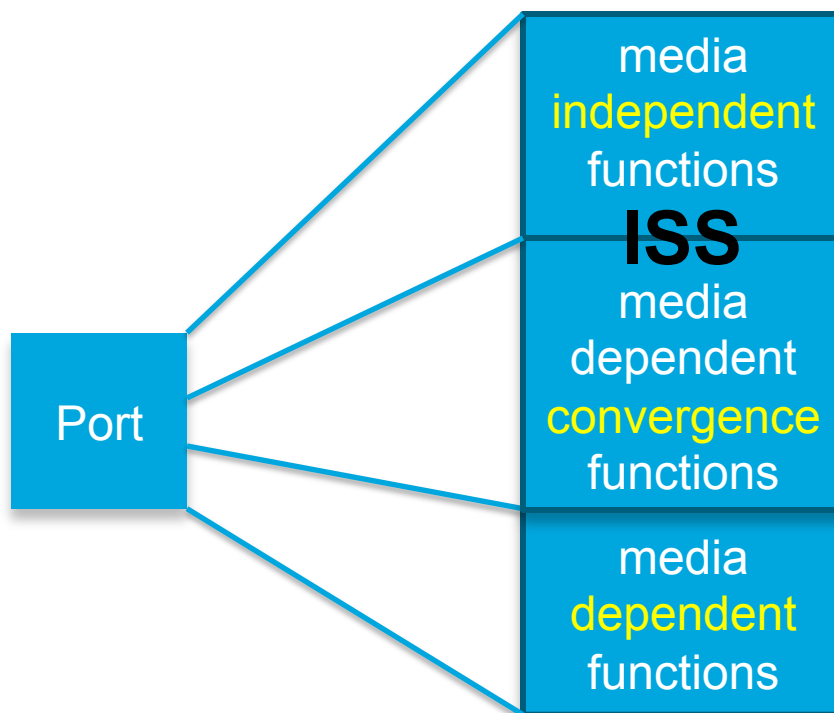 media
independent
functions
ISS
media
dependent
convergence
functions
Port
media
dependent
functions